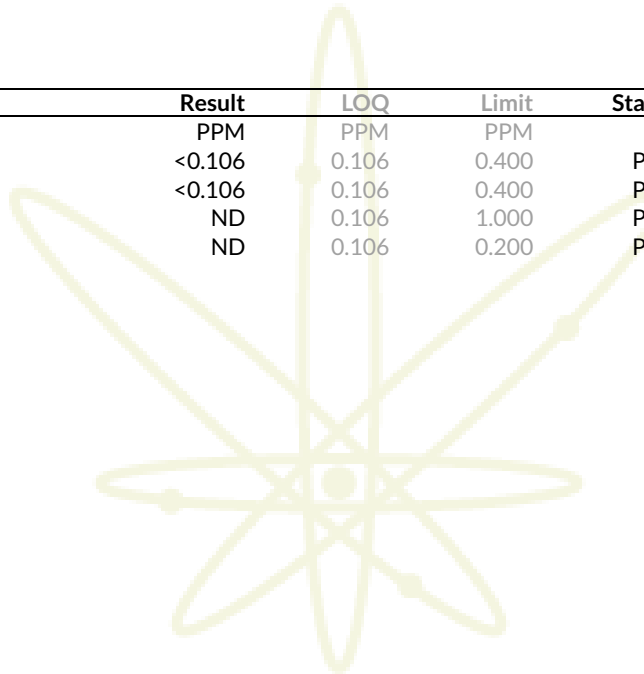 Result LOQ Limit Sta
PPM PPM PPM
<0.106 0.106 0.400 P
<0.106 0.106 0.400 P
ND 0.106 1.000 P
ND 0.106 0.200 P